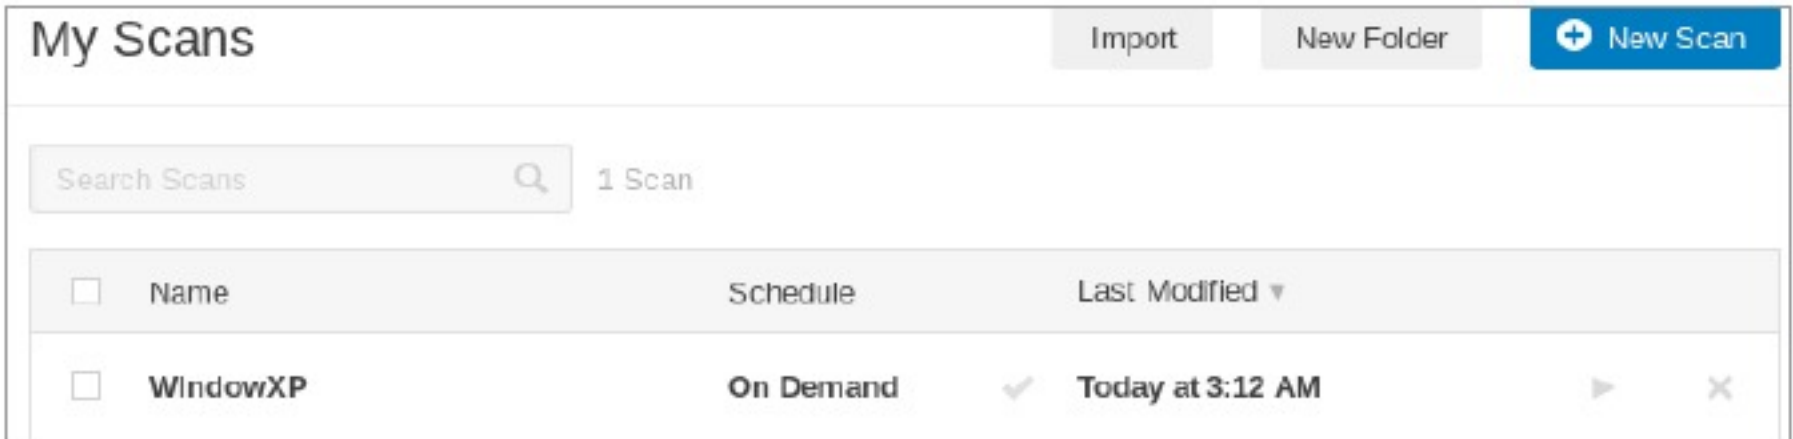 My Scans Import New Folder New Scan
Search Scans 1 Scan
Name Schedule Last Modified
WindowXP On Demand Today at 3:12 AM